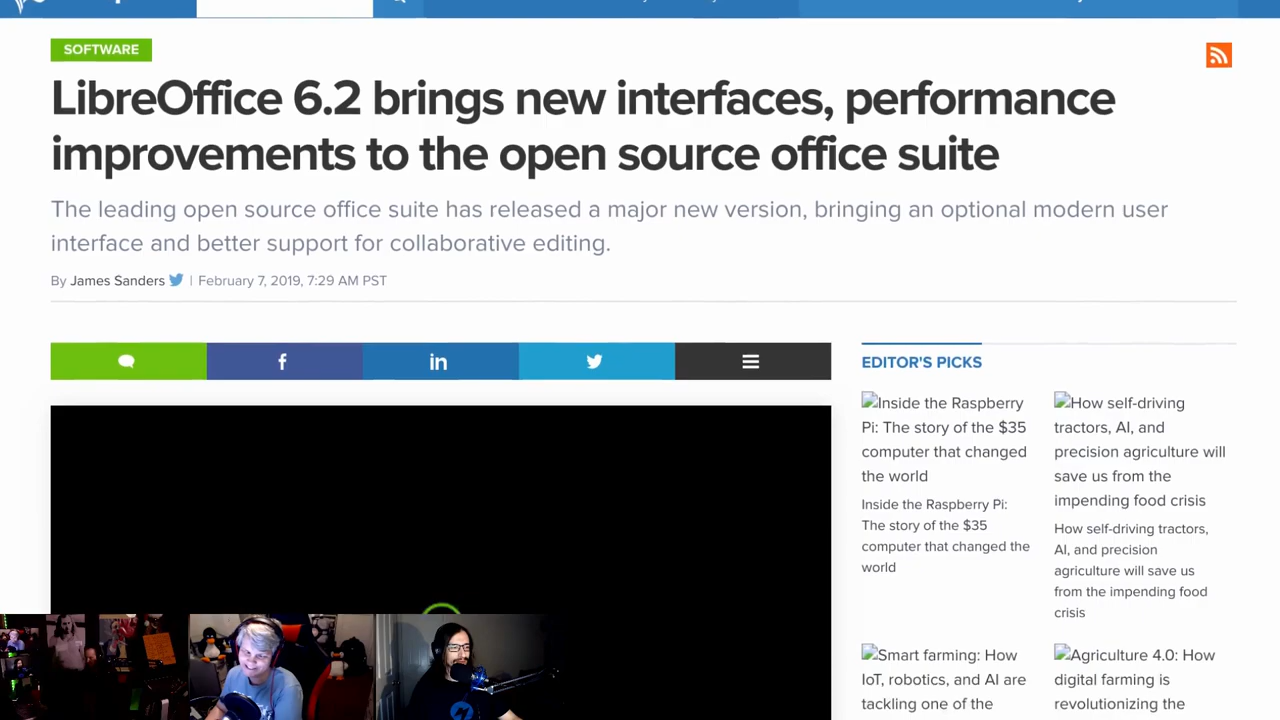 SOFTWARE
LibreOffice 6.2 brings new interfaces, performance
improvements to the open source office suite
The leading open source office suite has released a major new version, bringing an optional modern user
interface and better support for collaborative editing.
By James Sanders | February 7, 2019, 7:29 AM PST
f
in
EDITOR'S PICKS
Inside the Raspberry
Pi: The story of the $35
computer that changed
the world
Inside the Raspberry Pi:
The story of the $35
computer that changed the
world
How self-driving
tractors, AI, and
precision agriculture will
save us from the
impending food crisis
How self-driving tractors,
AI, and precision
agriculture will save us
from the impending food
crisis
Smart farming: How
IoT, robotics, and AI are
tackling one of the
Agriculture 4.0: How
digital farming is
revolutionizing the